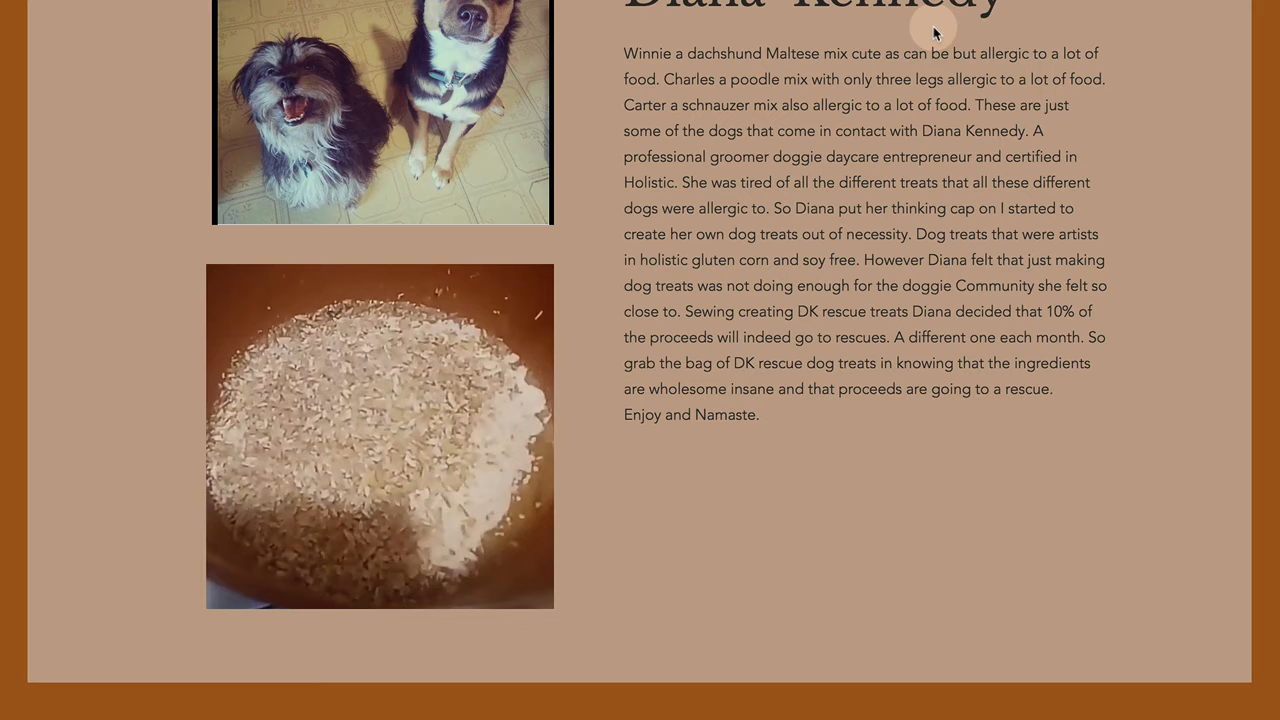 Diana Kennedy
Winnie a dachshund Maltese mix cute as can be but allergic to a lot of
food. Charles a poodle mix with only three legs allergic to a lot of food.
Carter a schnauzer mix also allergic to a lot of food. These are just
some of the dogs that come in contact with Diana Kennedy. A
professional groomer doggie daycare entrepreneur and certified in
Holistic. She was tired of all the different treats that all these different
dogs were allergic to. So Diana put her thinking cap on I started to
create her own dog treats out of necessity. Dog treats that were artists
in holistic gluten corn and soy free. However Diana felt that just making
dog treats was not doing enough for the doggie Community she felt so
close to. Sewing creating DK rescue treats Diana decided that 10% of
the proceeds will indeed go to rescues. A different one each month. So
grab the bag of DK rescue dog treats in knowing that the ingredients
are wholesome insane and that proceeds are going to a rescue.
Enjoy and Namaste.